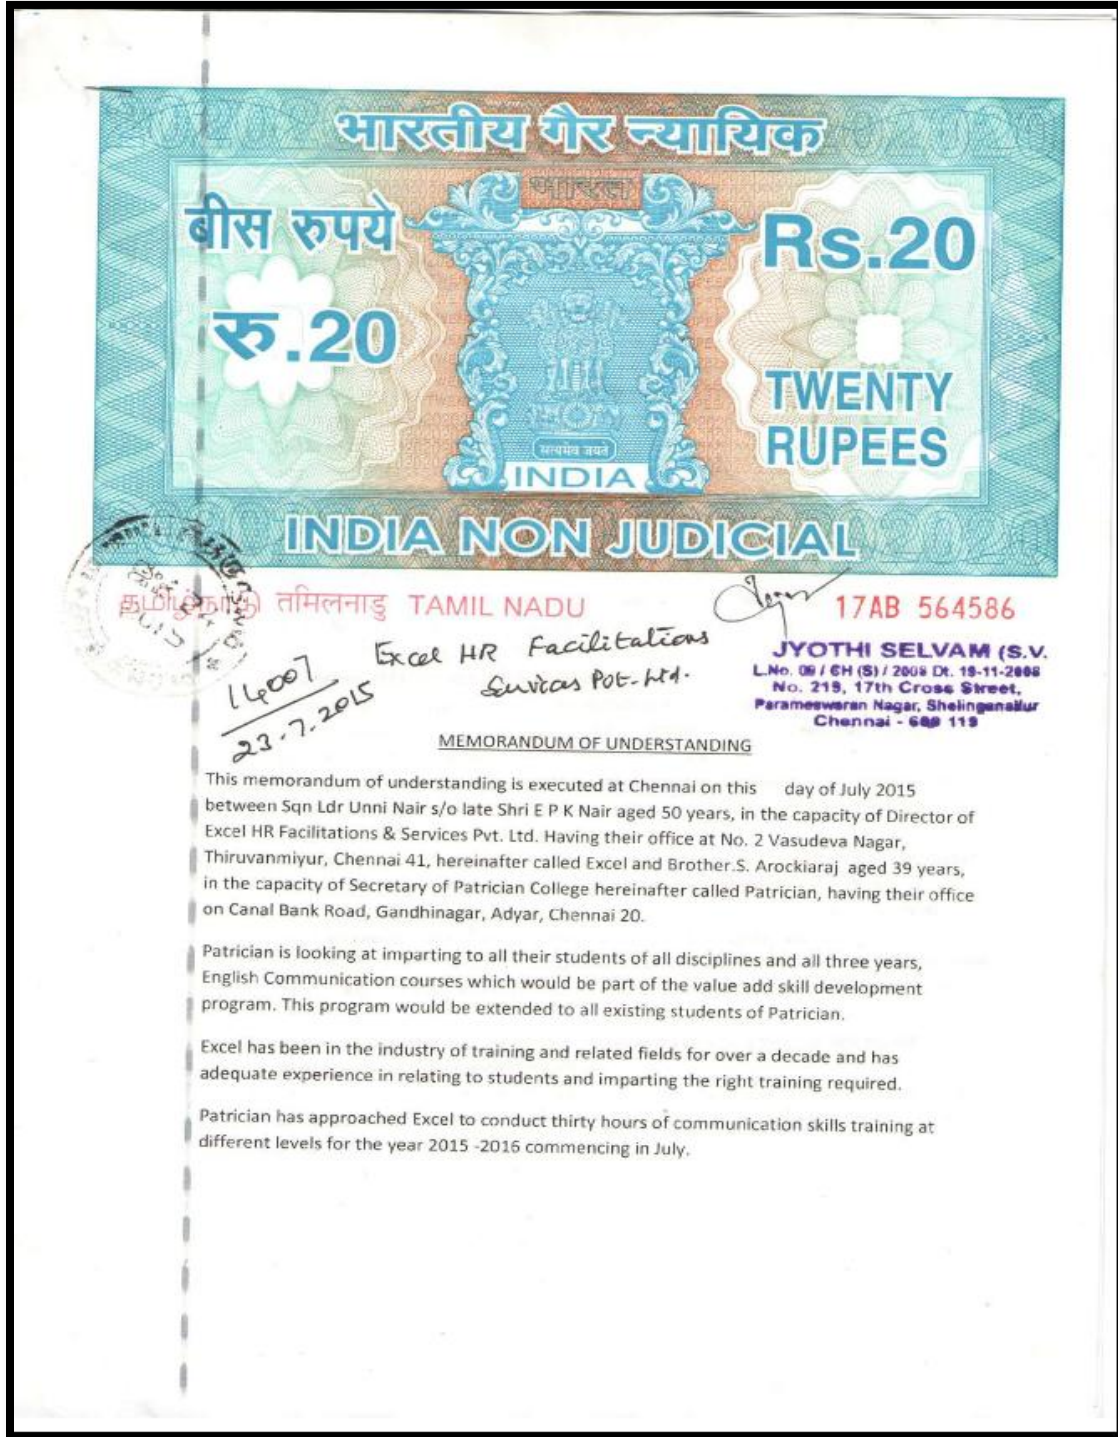 भारतीय गैर न्यायिक
भारत
बीस रुपये
Rs.20
रु.20
TWENTY
RUPEES
सत्यमेव जयते
INDIA
INDIA NON JUDICIAL
தமிழ்நாடு तमिलनाडु TAMIL NADU
17AB 564586
Excel HR Facilitations
JYOTHI SELVAM (S.V.
L.No. 09 / CH (S) / 2008 Dt. 19-11-2008
No. 219, 17th Cross Street,
Parameswaran Nagar,
Chennai - 119
14007
23.7.2015
MEMORANDUM OF UNDERSTANDING
This memorandum of understanding is executed at Chennai on this day of July 2015
between Sqn Ldr Unni Nair s/o late Shri E P K Nair aged 50 years, in the capacity of Director of
Excel HR Facilitations & Services Pvt. Ltd. Having their office at No. 2 Vasudeva Nagar,
Thiruvanmiyur, Chennai 41, hereinafter called Excel and Brother.S. Arockiaraj aged 39 years,
in the capacity of Secretary of Patrician College hereinafter called Patrician, having their office
on Canal Bank Road, Gandhinagar, Adyar, Chennai 20.
Patrician is looking at imparting to all their students of all disciplines and all three years,
English Communication courses which would be part of the value add skill development
program. This program would be extended to all existing students of Patrician.
Excel has been in the industry of training and related fields for over a decade and has
adequate experience in relating to students and imparting the right training required.
Patrician has approached Excel to conduct thirty hours of communication skills training at
different levels for the year 2015 -2016 commencing in July.